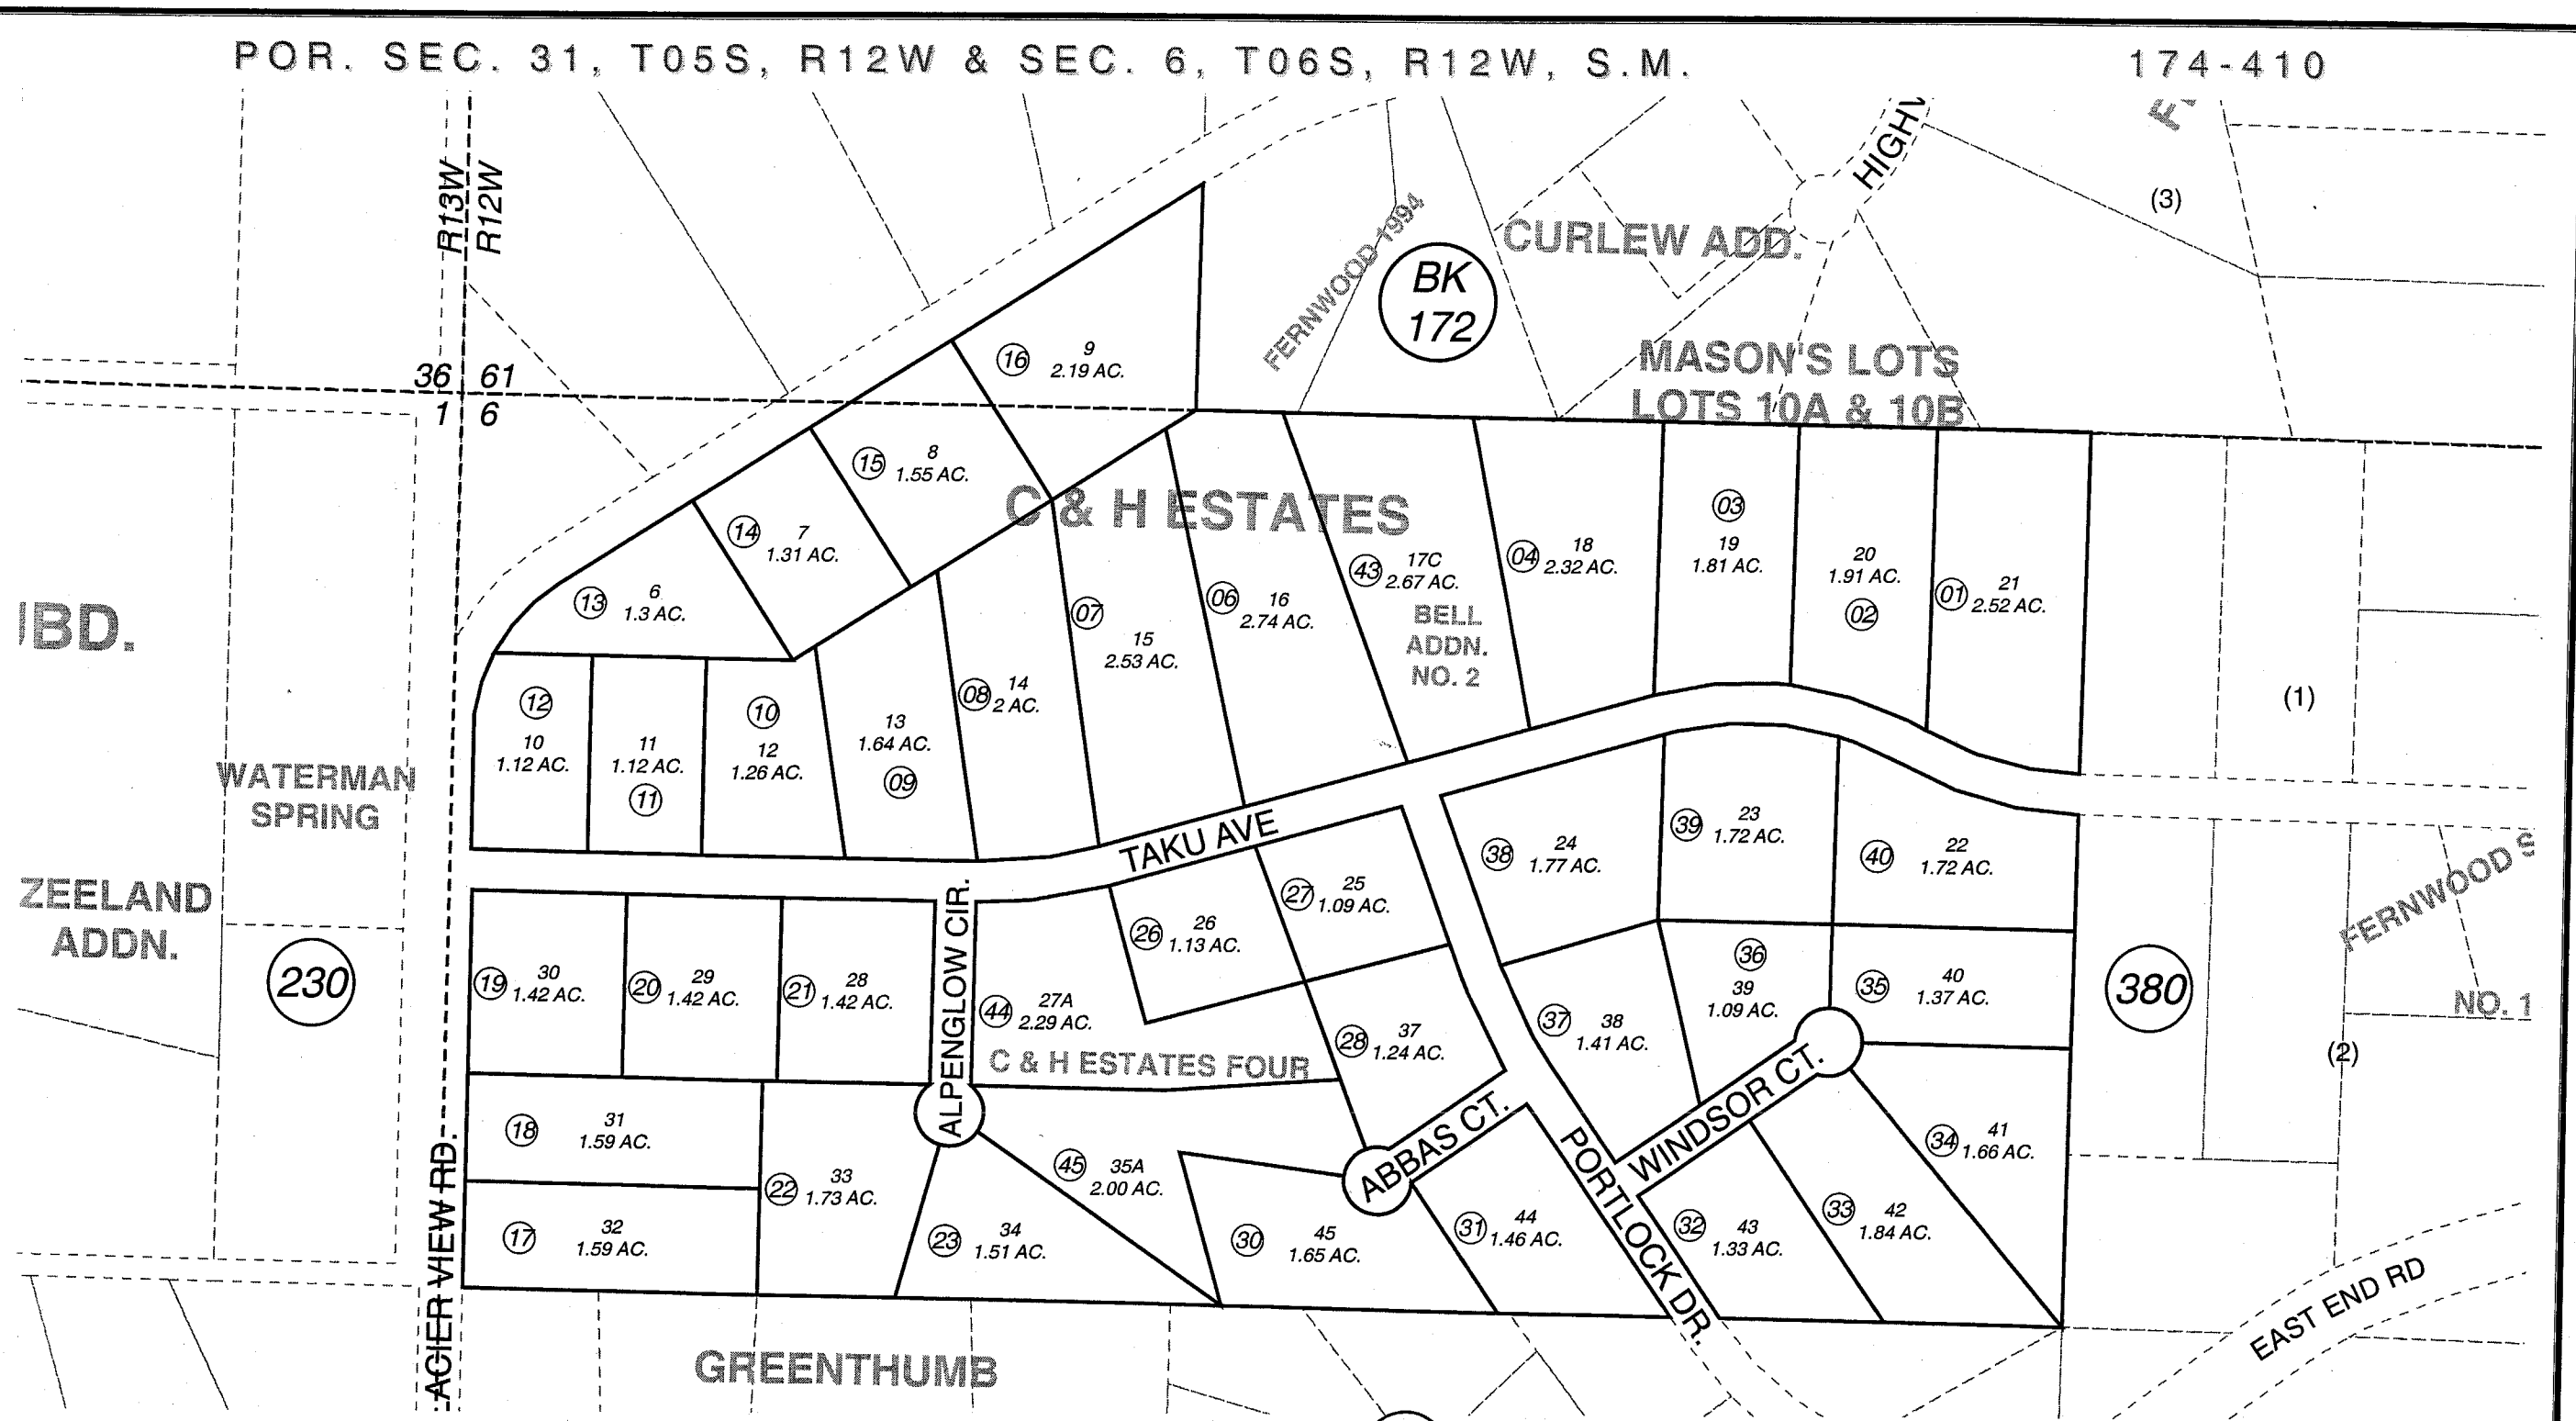 POR. SEC. 31, T05S, R12W & SEC. 6, T06S, R12W, S.M.
174-410
R13W
R12W
36 61
1 6
HIGHW
(3)
CURLEW ADD.
FERNWOOD 1994
BK
172
MASON'S LOTS
LOTS 10A & 10B
16
9
2.19 AC.
15
8
1.55 AC.
14
7
1.31 AC.
13
6
1.3 AC.
C & H ESTATES
12
10
1.12 AC.
11
1.12 AC.
11
10
12
1.26 AC.
13
1.64 AC.
09
08
14
2 AC.
07
15
2.53 AC.
06
16
2.74 AC.
43
17C
2.67 AC.
BELL
ADDN.
NO. 2
04
18
2.32 AC.
03
19
1.81 AC.
20
1.91 AC.
02
01
21
2.52 AC.
(1)
UBD.
WATERMAN
SPRING
ZEELAND
ADDN.
230
TAKU AVE
ALPENGLOW CIR.
19
30
1.42 AC.
20
29
1.42 AC.
21
28
1.42 AC.
44
27A
2.29 AC.
C & H ESTATES FOUR
26
26
1.13 AC.
27
25
1.09 AC.
28
37
1.24 AC.
38
24
1.77 AC.
39
23
1.72 AC.
40
22
1.72 AC.
37
38
1.41 AC.
36
39
1.09 AC.
35
40
1.37 AC.
380
FERNWOOD S
NO. 1
(2)
18
31
1.59 AC.
17
32
1.59 AC.
22
33
1.73 AC.
23
34
1.51 AC.
45
35A
2.00 AC.
30
45
1.65 AC.
ABBAS CT.
31
44
1.46 AC.
PORTLOCK DR.
WINDSOR CT.
32
43
1.33 AC.
33
42
1.84 AC.
34
41
1.66 AC.
ACIER VIEW RD.
GREENTHUMB
EAST END RD